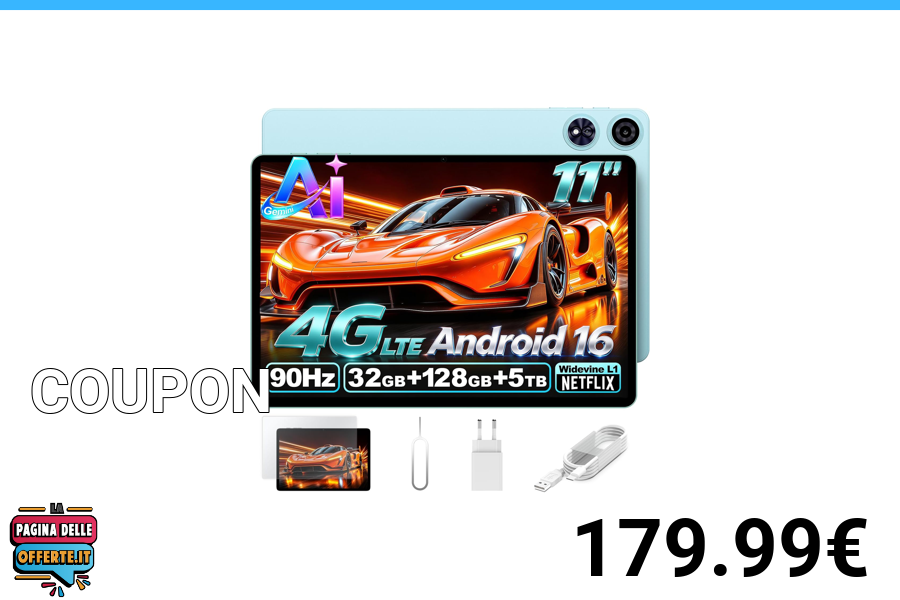 Ai
Gemini
11"
4G LTE Android 16
90Hz
32GB+128GB+5TB
Widevine L1
NETFLIX
COUPON
LA
PAGINA DELLE
OFFERTE.IT
179.99€